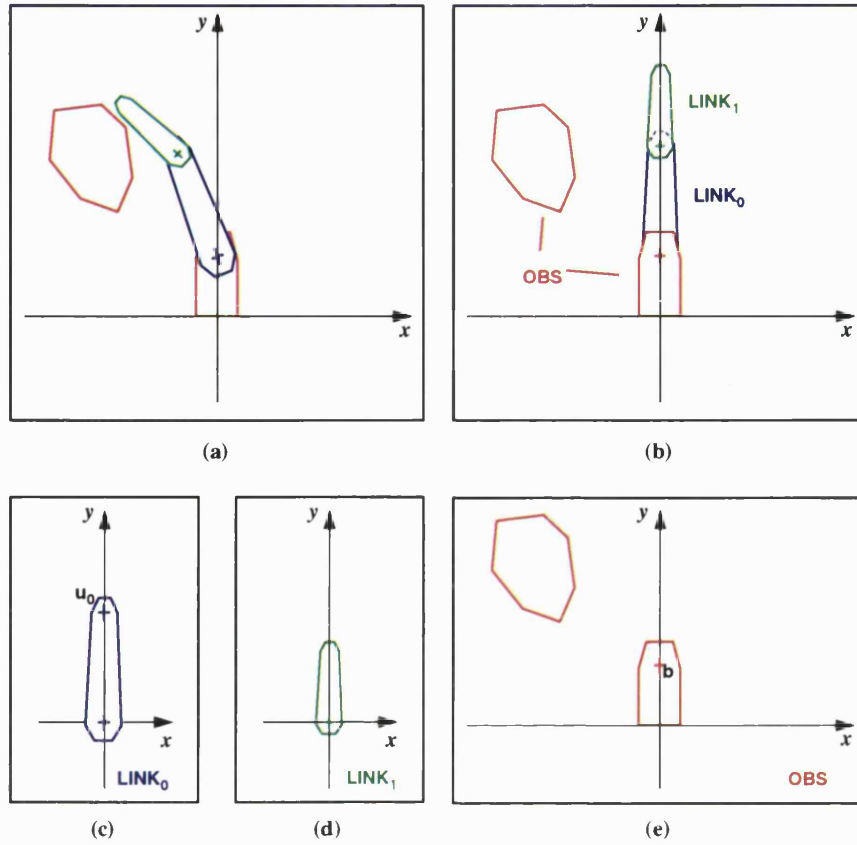 y
x
(a)
y
LINK₁
LINK₀
OBS
x
(b)
y
u₀
x
LINK₀
(c)
y
x
LINK₁
(d)
y
b
x
OBS
(e)